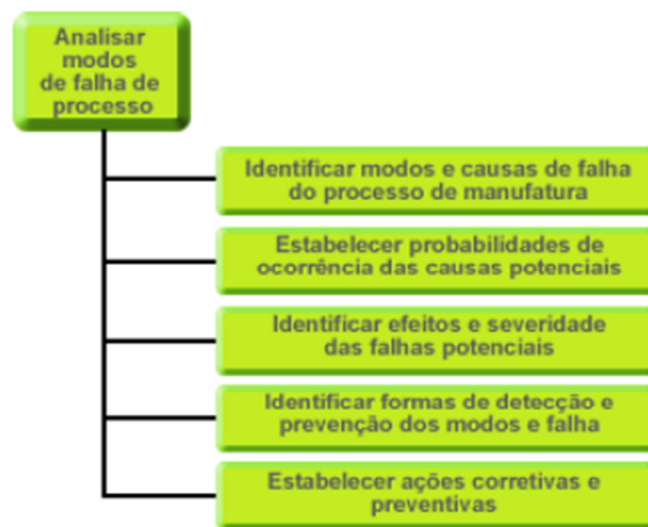 Analisar
modos
de falha de
processo
Identificar modos e causas de falha
do processo de manufatura
Estabelecer probabilidades de
ocorrência das causas potenciais
Identificar efeitos e severidade
das falhas potenciais
Identificar formas de detecção e
prevenção dos modos e falha
Estabelecer ações corretivas e
preventivas